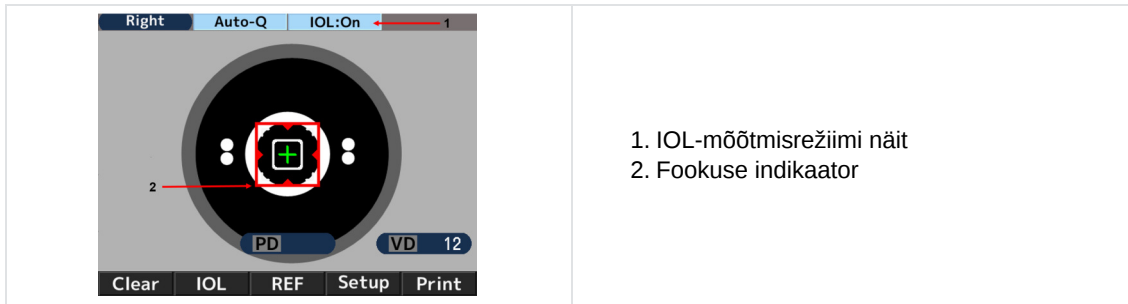 Right Auto-Q IOL:On 1
2
PD VD 12
Clear IOL REF Setup Print
1. IOL-mõõtmisrežiimi näit
2. Fookuse indikaator